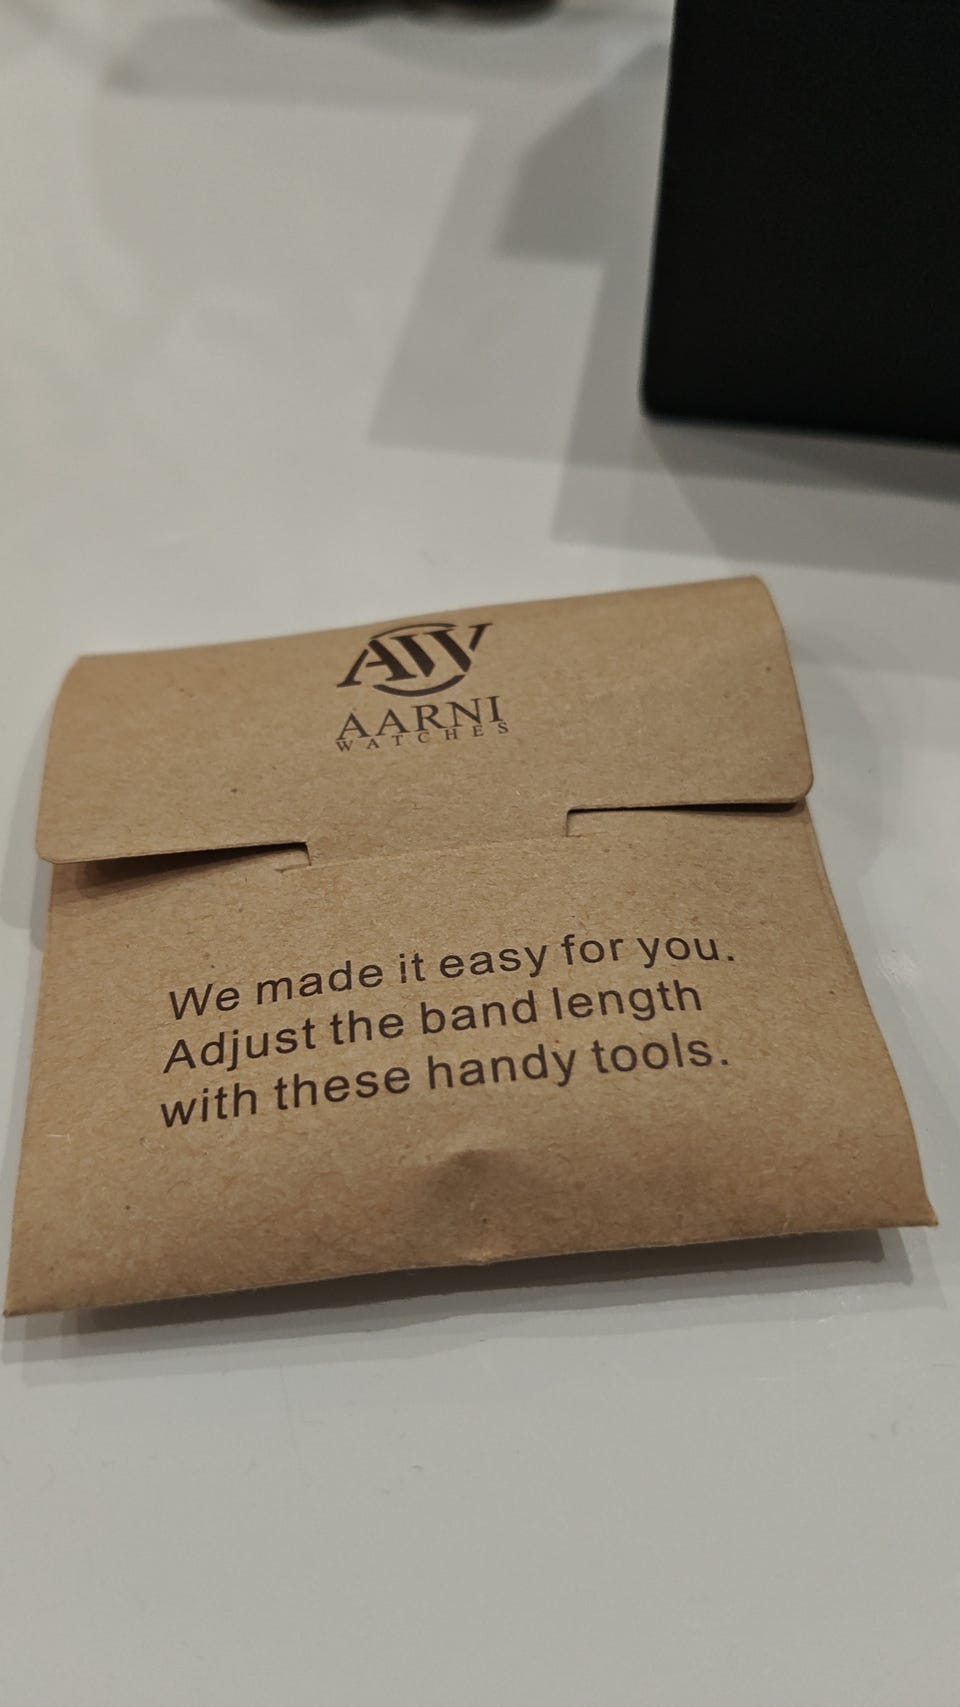 AW
AARNI
WATCHES
We made it easy for you.
Adjust the band length
with these handy tools.